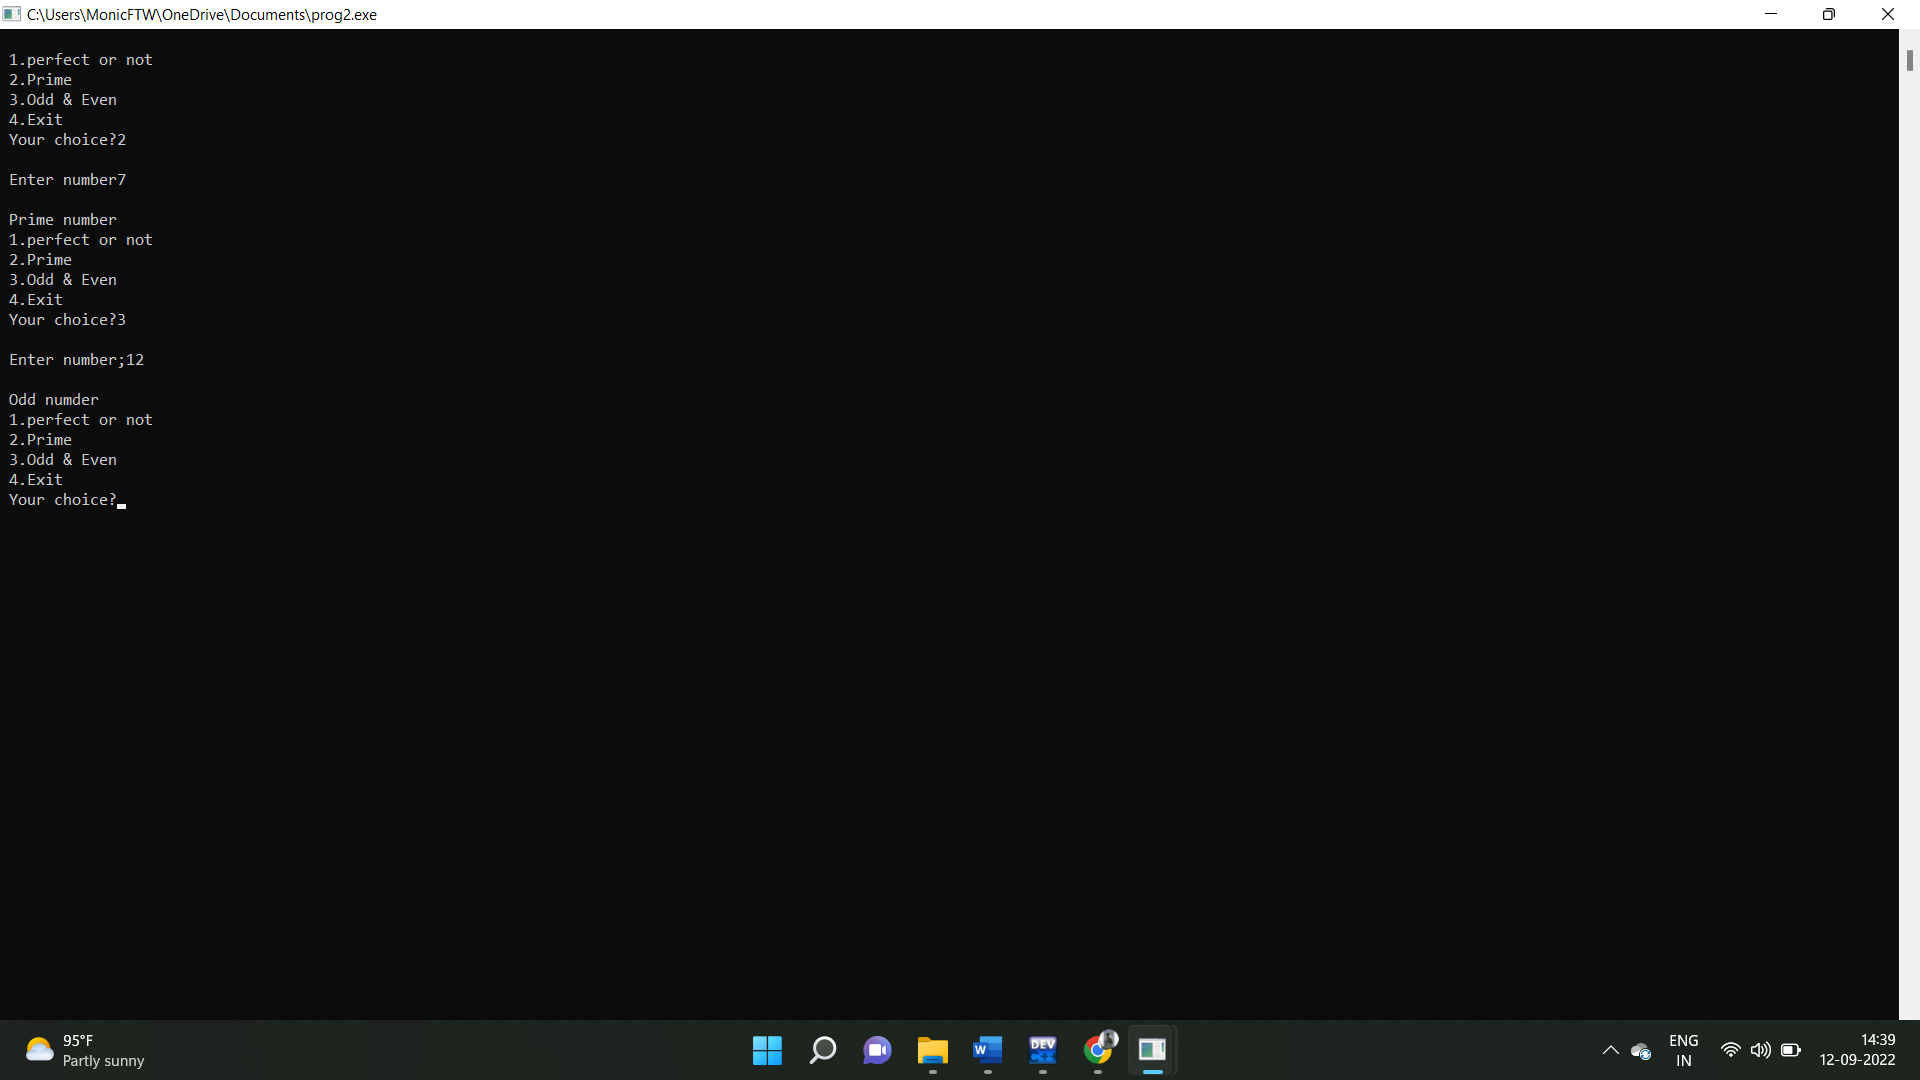 C:\Users\MonicFTW\OneDrive\Documents\prog2.exe
1.perfect or not
2.Prime
3.Odd & Even
4.Exit
Your choice?2
Enter number7
Prime number
1.perfect or not
2.Prime
3.Odd & Even
4.Exit
Your choice?3
Enter number;12
Odd numder
1.perfect or not
2.Prime
3.Odd & Even
4.Exit
Your choice?
95°F
Partly sunny
W
DEV
C++
ENG
IN
14:39
12-09-2022